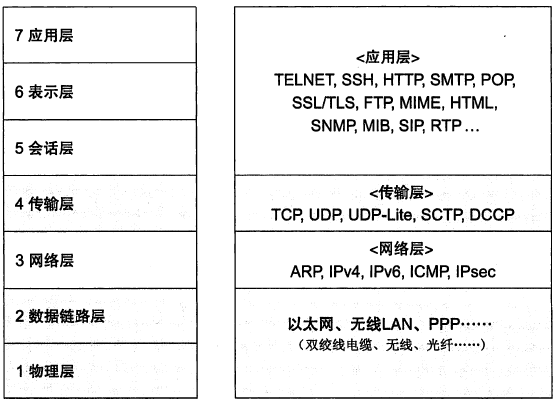 7 应用层
6 表示层
5 会话层
4 传输层
3 网络层
2 数据链路层
1 物理层
<应用层>
TELNET, SSH, HTTP, SMTP, POP,
SSL/TLS, FTP, MIME, HTML,
SNMP, MIB, SIP, RTP ...
<传输层>
TCP, UDP, UDP-Lite, SCTP, DCCP
<网络层>
ARP, IPv4, IPv6, ICMP, IPsec
以太网、无线LAN、PPP……
（双绞线电缆、无线、光纤……）